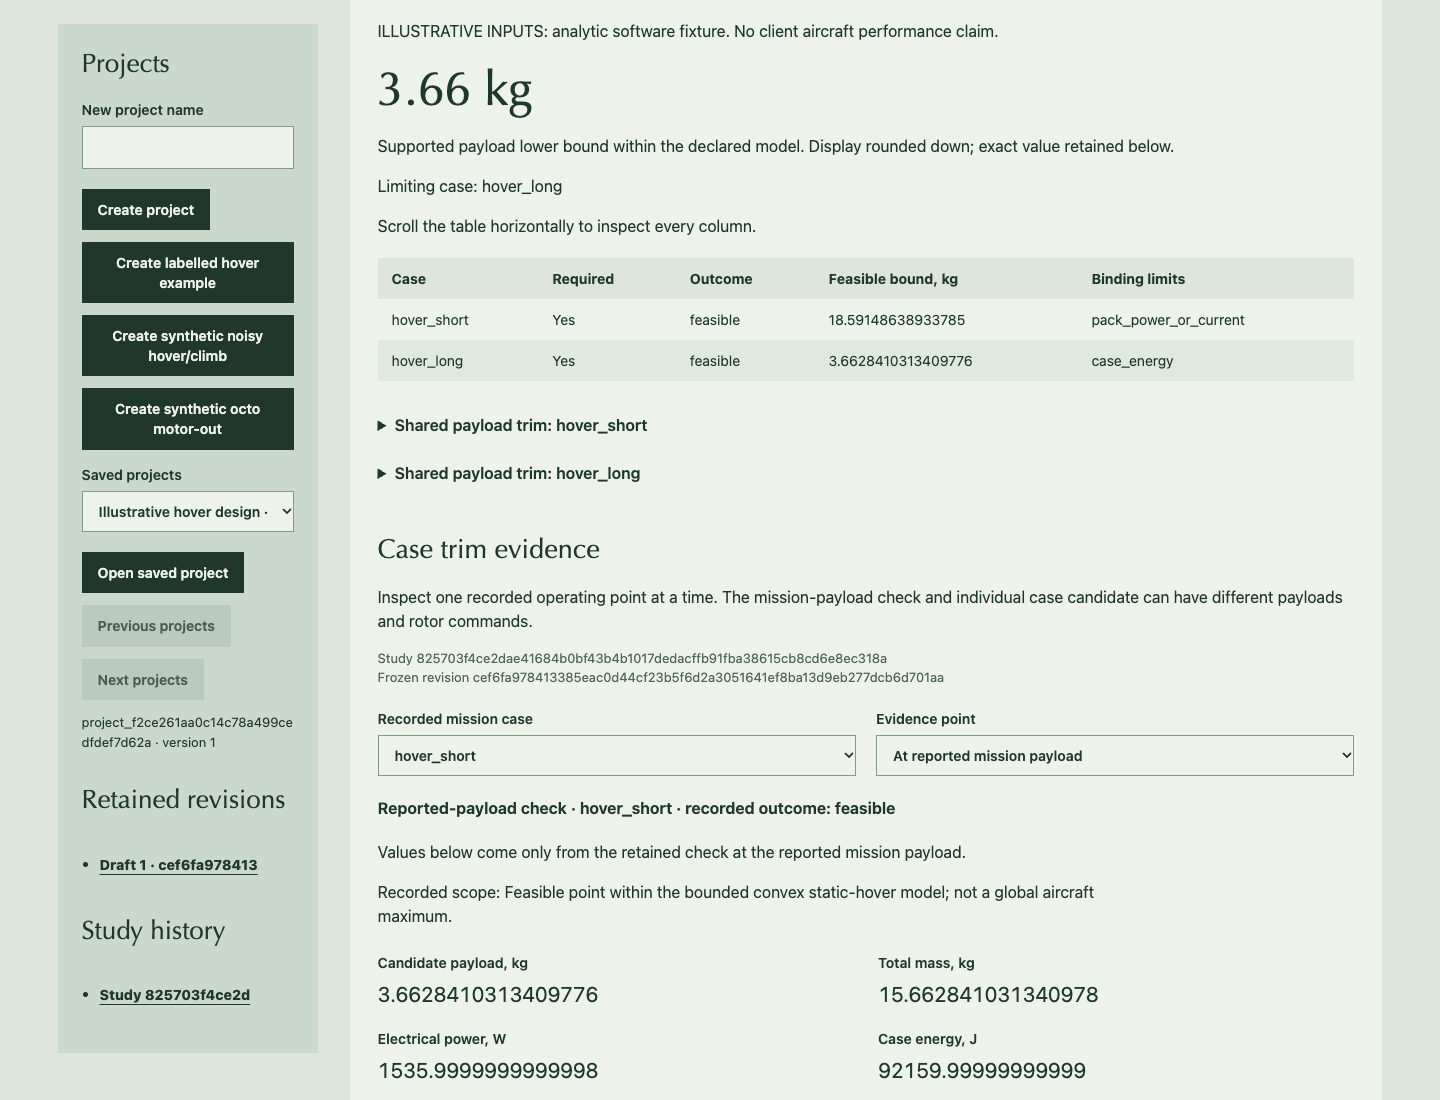 Projects
New project name
Create project
Create labelled hover
example
Create synthetic noisy
hover/climb
Create synthetic octo
motor-out
Saved projects
Illustrative hover design ·
Open saved project
Previous projects
Next projects
project_f2ce261aa0c14c78a499ce
dfdef7d62a · version 1
Retained revisions
• Draft 1 · cef6fa978413
Study history
• Study 825703f4ce2d
ILLUSTRATIVE INPUTS: analytic software fixture. No client aircraft performance claim.
3.66 kg
Supported payload lower bound within the declared model. Display rounded down; exact value retained below.
Limiting case: hover_long
Scroll the table horizontally to inspect every column.
Case Required Outcome Feasible bound, kg Binding limits
hover_short Yes feasible 18.59148638933785 pack_power_or_current
hover_long Yes feasible 3.6628410313409776 case_energy
Shared payload trim: hover_short
Shared payload trim: hover_long
Case trim evidence
Inspect one recorded operating point at a time. The mission-payload check and individual case candidate can have different payloads
and rotor commands.
Study 825703f4ce2dae41684b0bf43b4b1017dedacffb91fba38615cb8cd6e8ec318a
Frozen revision cef6fa978413385eac0d44cf23b5f6d2a3051641ef8ba13d9eb277dcb6d701aa
Recorded mission case Evidence point
hover_short At reported mission payload
Reported-payload check · hover_short · recorded outcome: feasible
Values below come only from the retained check at the reported mission payload.
Recorded scope: Feasible point within the bounded convex static-hover model; not a global aircraft
maximum.
Candidate payload, kg Total mass, kg
3.6628410313409776 15.662841031340978
Electrical power, W Case energy, J
1535.9999999999998 92159.99999999999